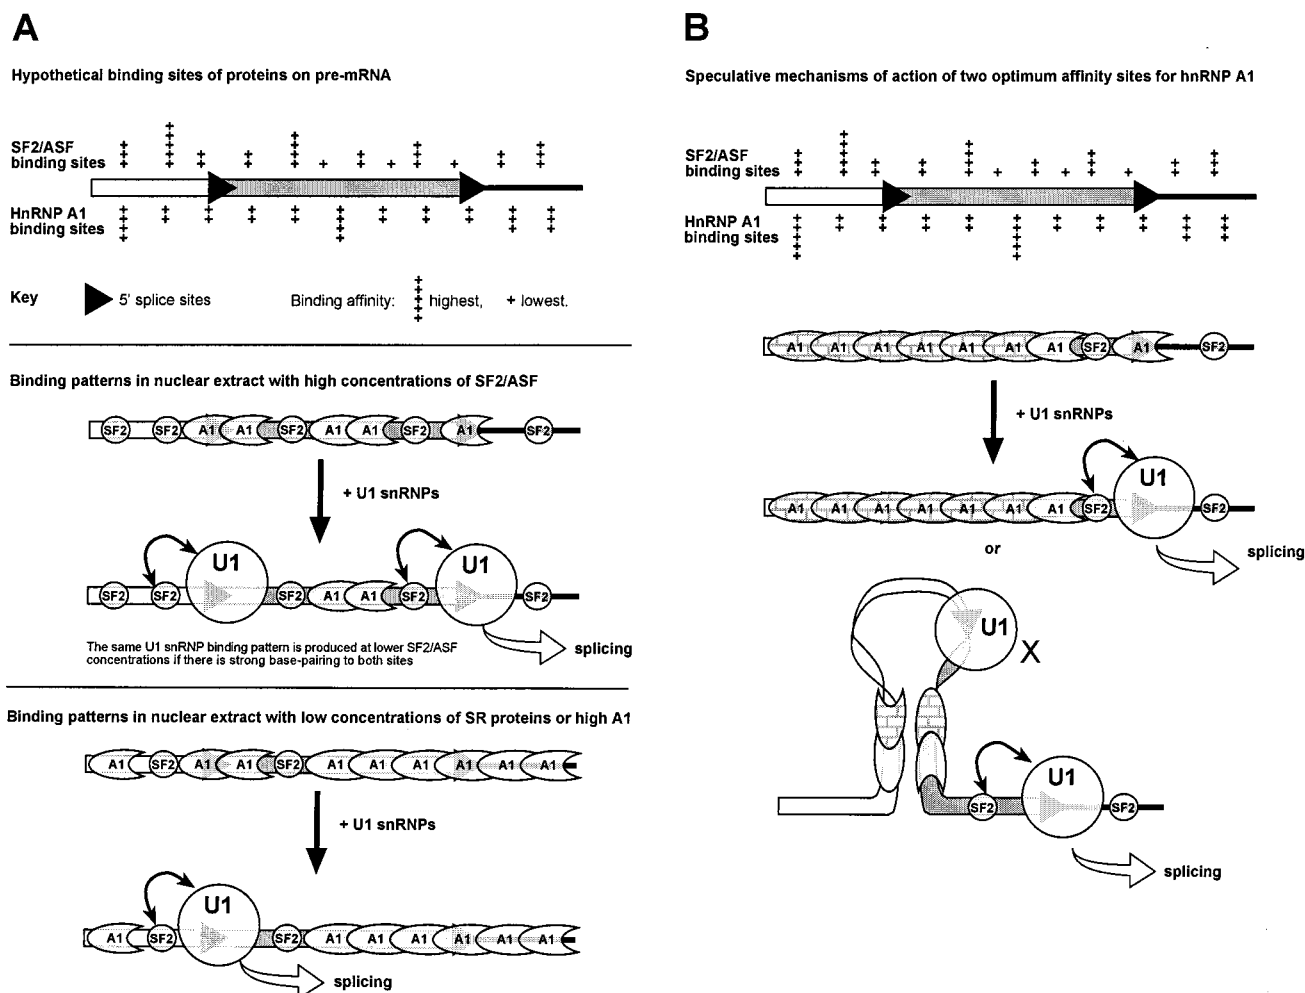 A
Hypothetical binding sites of proteins on pre-mRNA
SF2/ASF
binding sites
HnRNP A1
binding sites
Key
5' splice sites
Binding affinity:
highest,
+ lowest.
Binding patterns in nuclear extract with high concentrations of SF2/ASF
SF2 SF2 A1 A1 SF2 A1 A1 SF2 A1 SF2
+ U1 snRNPs
U1 U1
SF2 SF2 SF2 A1 A1 SF2 SF2
The same U1 snRNP binding pattern is produced at lower SF2/ASF
concentrations if there is strong base-pairing to both sites
splicing
Binding patterns in nuclear extract with low concentrations of SR proteins or high A1
A1 SF2 A1 A1 SF2 A1 A1 A1 A1 A1 A1
+ U1 snRNPs
U1
A1 SF2 SF2 A1 A1 A1 A1 A1 A1
splicing
B
Speculative mechanisms of action of two optimum affinity sites for hnRNP A1
SF2/ASF
binding sites
HnRNP A1
binding sites
A1 A1 A1 A1 A1 A1 A1 SF2 A1 SF2
+ U1 snRNPs
U1
A1 A1 A1 A1 A1 A1 A1 SF2 SF2
splicing
or
U1
X
U1
SF2 SF2
splicing